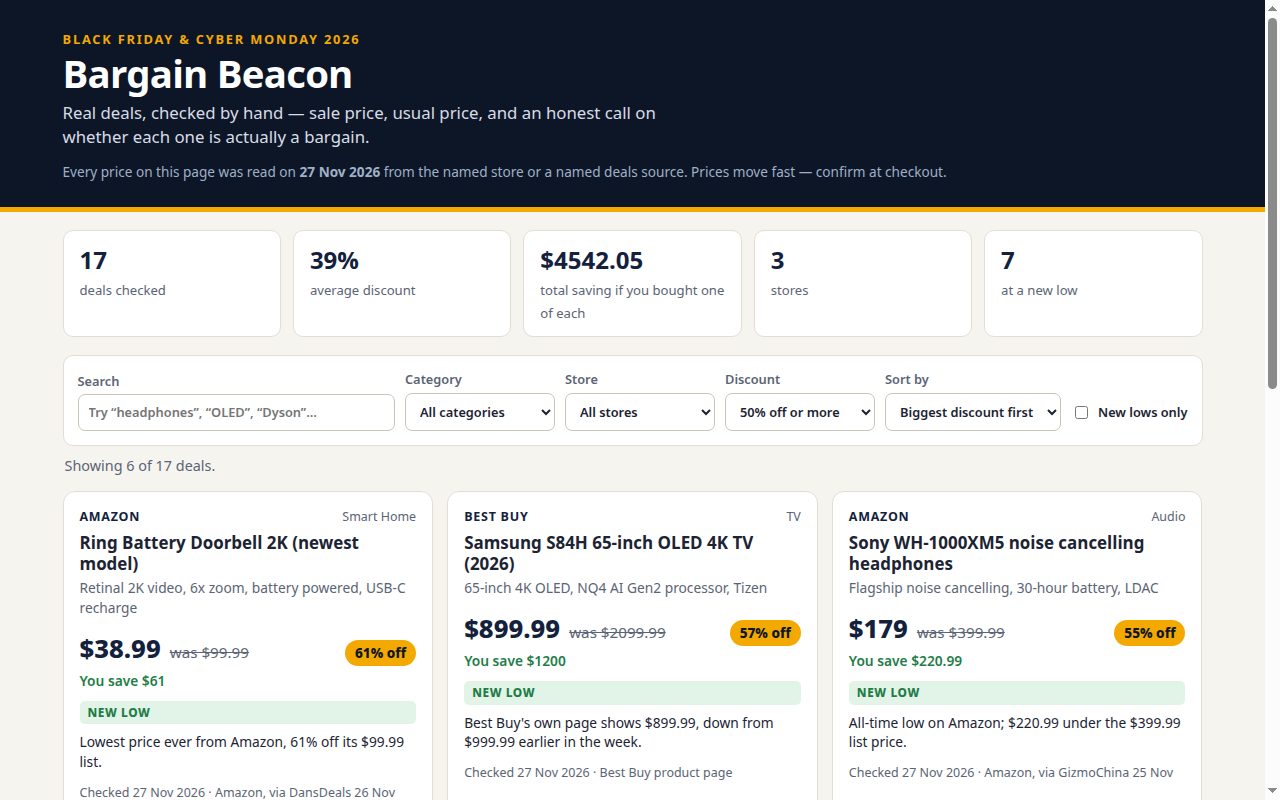 BLACK FRIDAY & CYBER MONDAY 2026
Bargain Beacon
Real deals, checked by hand — sale price, usual price, and an honest call on
whether each one is actually a bargain.
Every price on this page was read on 27 Nov 2026 from the named store or a named deals source. Prices move fast — confirm at checkout.
17
deals checked
39%
average discount
$4542.05
total saving if you bought one
of each
3
stores
7
at a new low
Search
Try “headphones”, “OLED”, “Dyson”...
Category
All categories
Store
All stores
Discount
50% off or more
Sort by
Biggest discount first
New lows only
Showing 6 of 17 deals.
AMAZON
Smart Home
Ring Battery Doorbell 2K (newest
model)
Retinal 2K video, 6x zoom, battery powered, USB-C
recharge
$38.99 was $99.99
61% off
You save $61
NEW LOW
Lowest price ever from Amazon, 61% off its $99.99
list.
Checked 27 Nov 2026 · Amazon, via DansDeals 26 Nov
BEST BUY
TV
Samsung S84H 65-inch OLED 4K TV
(2026)
65-inch 4K OLED, NQ4 AI Gen2 processor, Tizen
$899.99 was $2099.99
57% off
You save $1200
NEW LOW
Best Buy's own page shows $899.99, down from
$999.99 earlier in the week.
Checked 27 Nov 2026 · Best Buy product page
AMAZON
Audio
Sony WH-1000XM5 noise cancelling
headphones
Flagship noise cancelling, 30-hour battery, LDAC
$179 was $399.99
55% off
You save $220.99
NEW LOW
All-time low on Amazon; $220.99 under the $399.99
list price.
Checked 27 Nov 2026 · Amazon, via GizmoChina 25 Nov